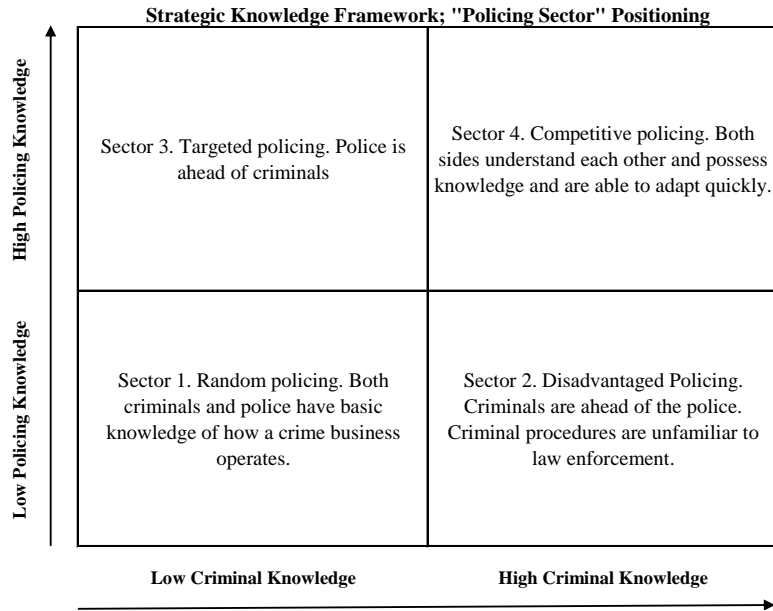 Strategic Knowledge Framework; "Policing Sector" Positioning
High Policing Knowledge
Sector 3. Targeted policing. Police is
ahead of criminals
Sector 4. Competitive policing. Both
sides understand each other and possess
knowledge and are able to adapt quickly.
Low Policing Knowledge
Sector 1. Random policing. Both
criminals and police have basic
knowledge of how a crime business
operates.
Sector 2. Disadvantaged Policing.
Criminals are ahead of the police.
Criminal procedures are unfamiliar to
law enforcement.
Low Criminal Knowledge
High Criminal Knowledge